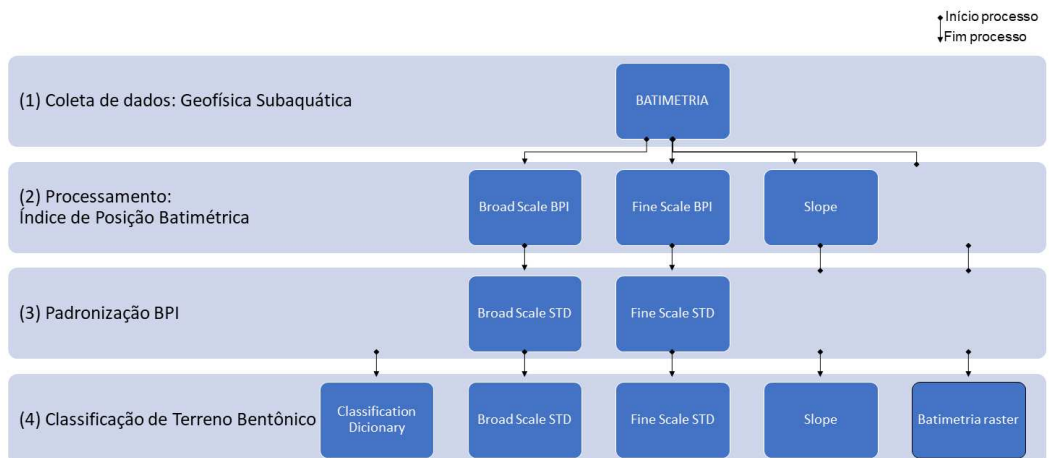 Início processo
Fim processo
(1) Coleta de dados: Geofísica Subaquática
BATIMETRIA
(2) Processamento:
Índice de Posição Batimétrica
Broad Scale BPI
Fine Scale BPI
Slope
(3) Padronização BPI
Broad Scale STD
Fine Scale STD
(4) Classificação de Terreno Bentônico
Classification
Dicionary
Broad Scale STD
Fine Scale STD
Slope
Batimetria raster